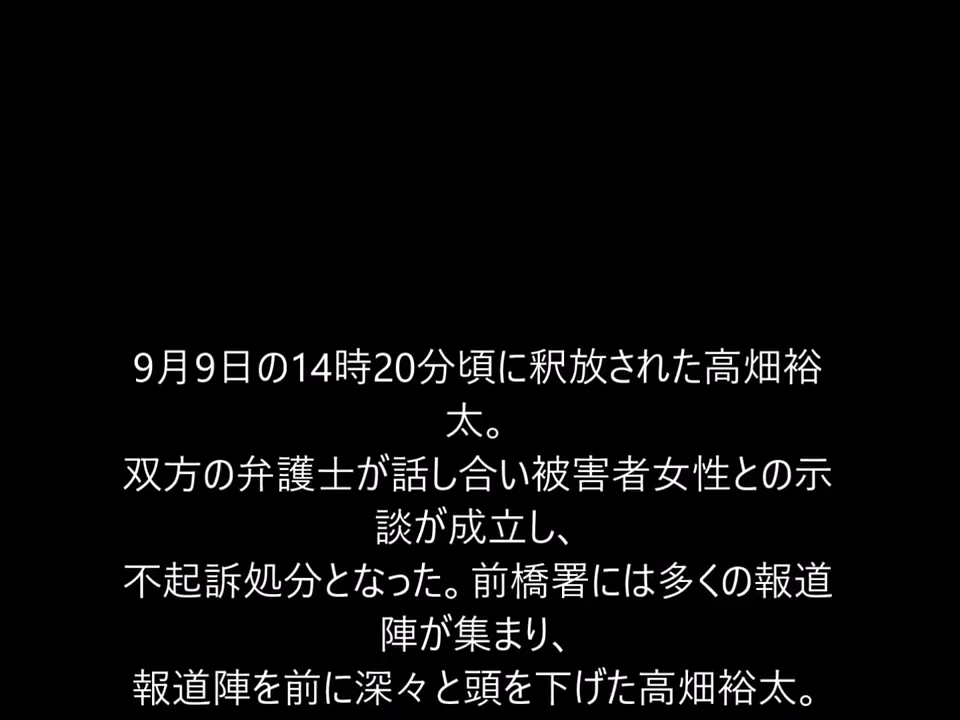 9月9日の14時20分頃に釈放された高畑裕
太。
双方の弁護士が話し合い被害者女性との示
談が成立し、
不起訴処分となった。前橋署には多くの報道
陣が集まり、
報道陣を前に深々と頭を下げた高畑裕太。